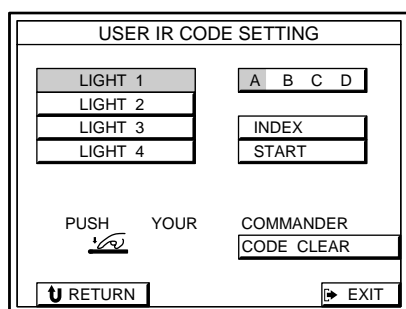 USER IR CODE SETTING
LIGHT 1
LIGHT 2
LIGHT 3
LIGHT 4
A B C D
INDEX
START
PUSH YOUR COMMANDER
CODE CLEAR
RETURN
EXIT